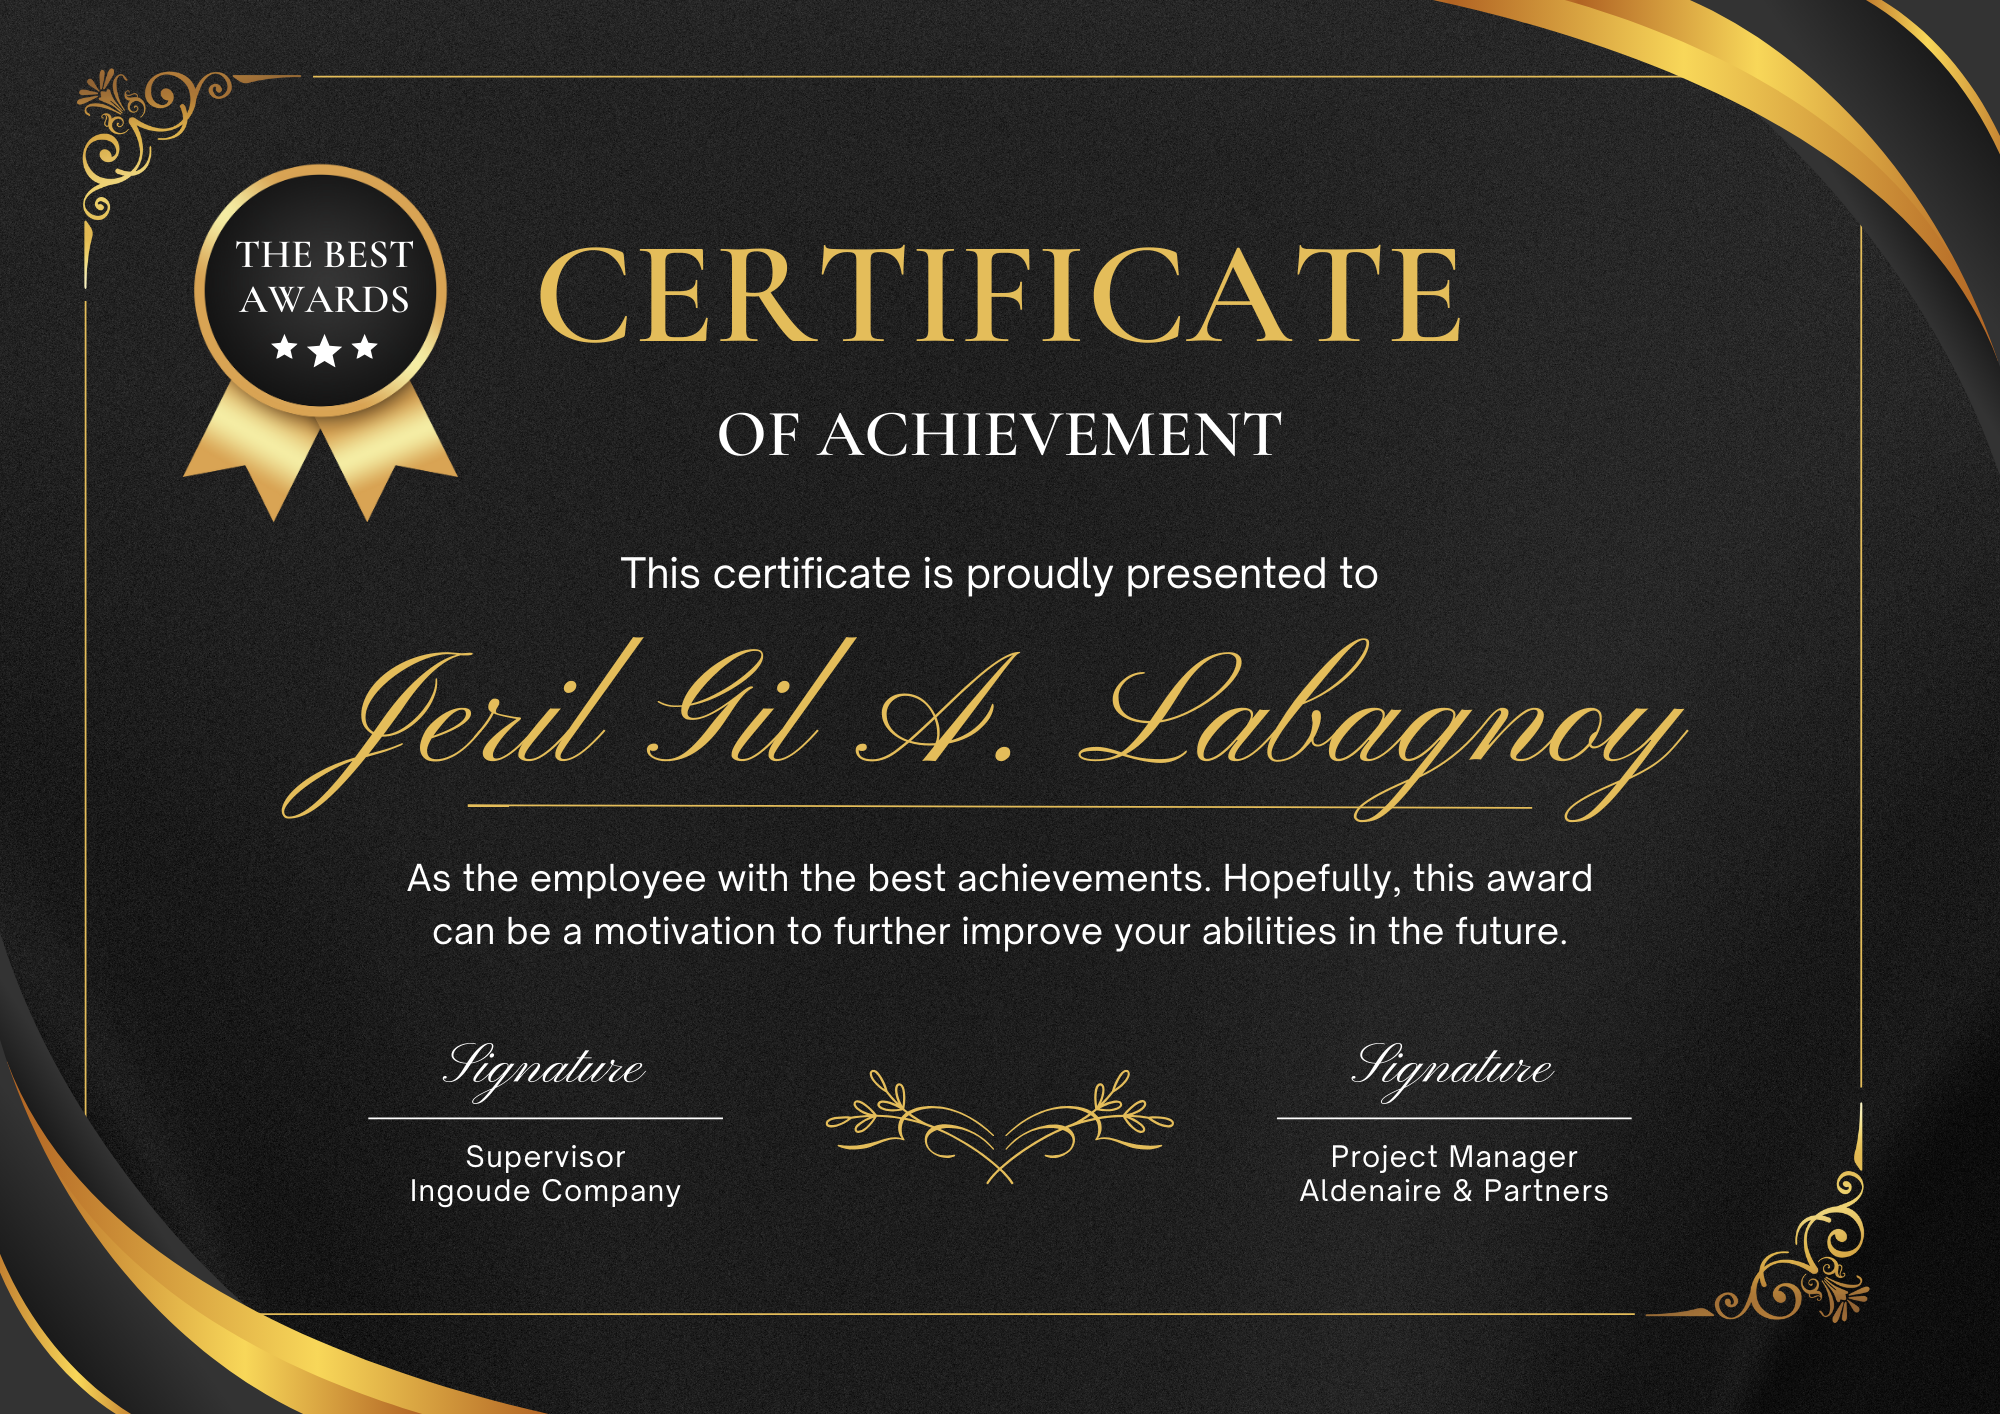 THE BEST
AWARDS
CERTIFICATE
OF ACHIEVEMENT
This certificate is proudly presented to
Jeril Gil A. Labagnoy
As the employee with the best achievements. Hopefully, this award
can be a motivation to further improve your abilities in the future.
Signature
Supervisor
Ingoude Company
Signature
Project Manager
Aldenaire & Partners